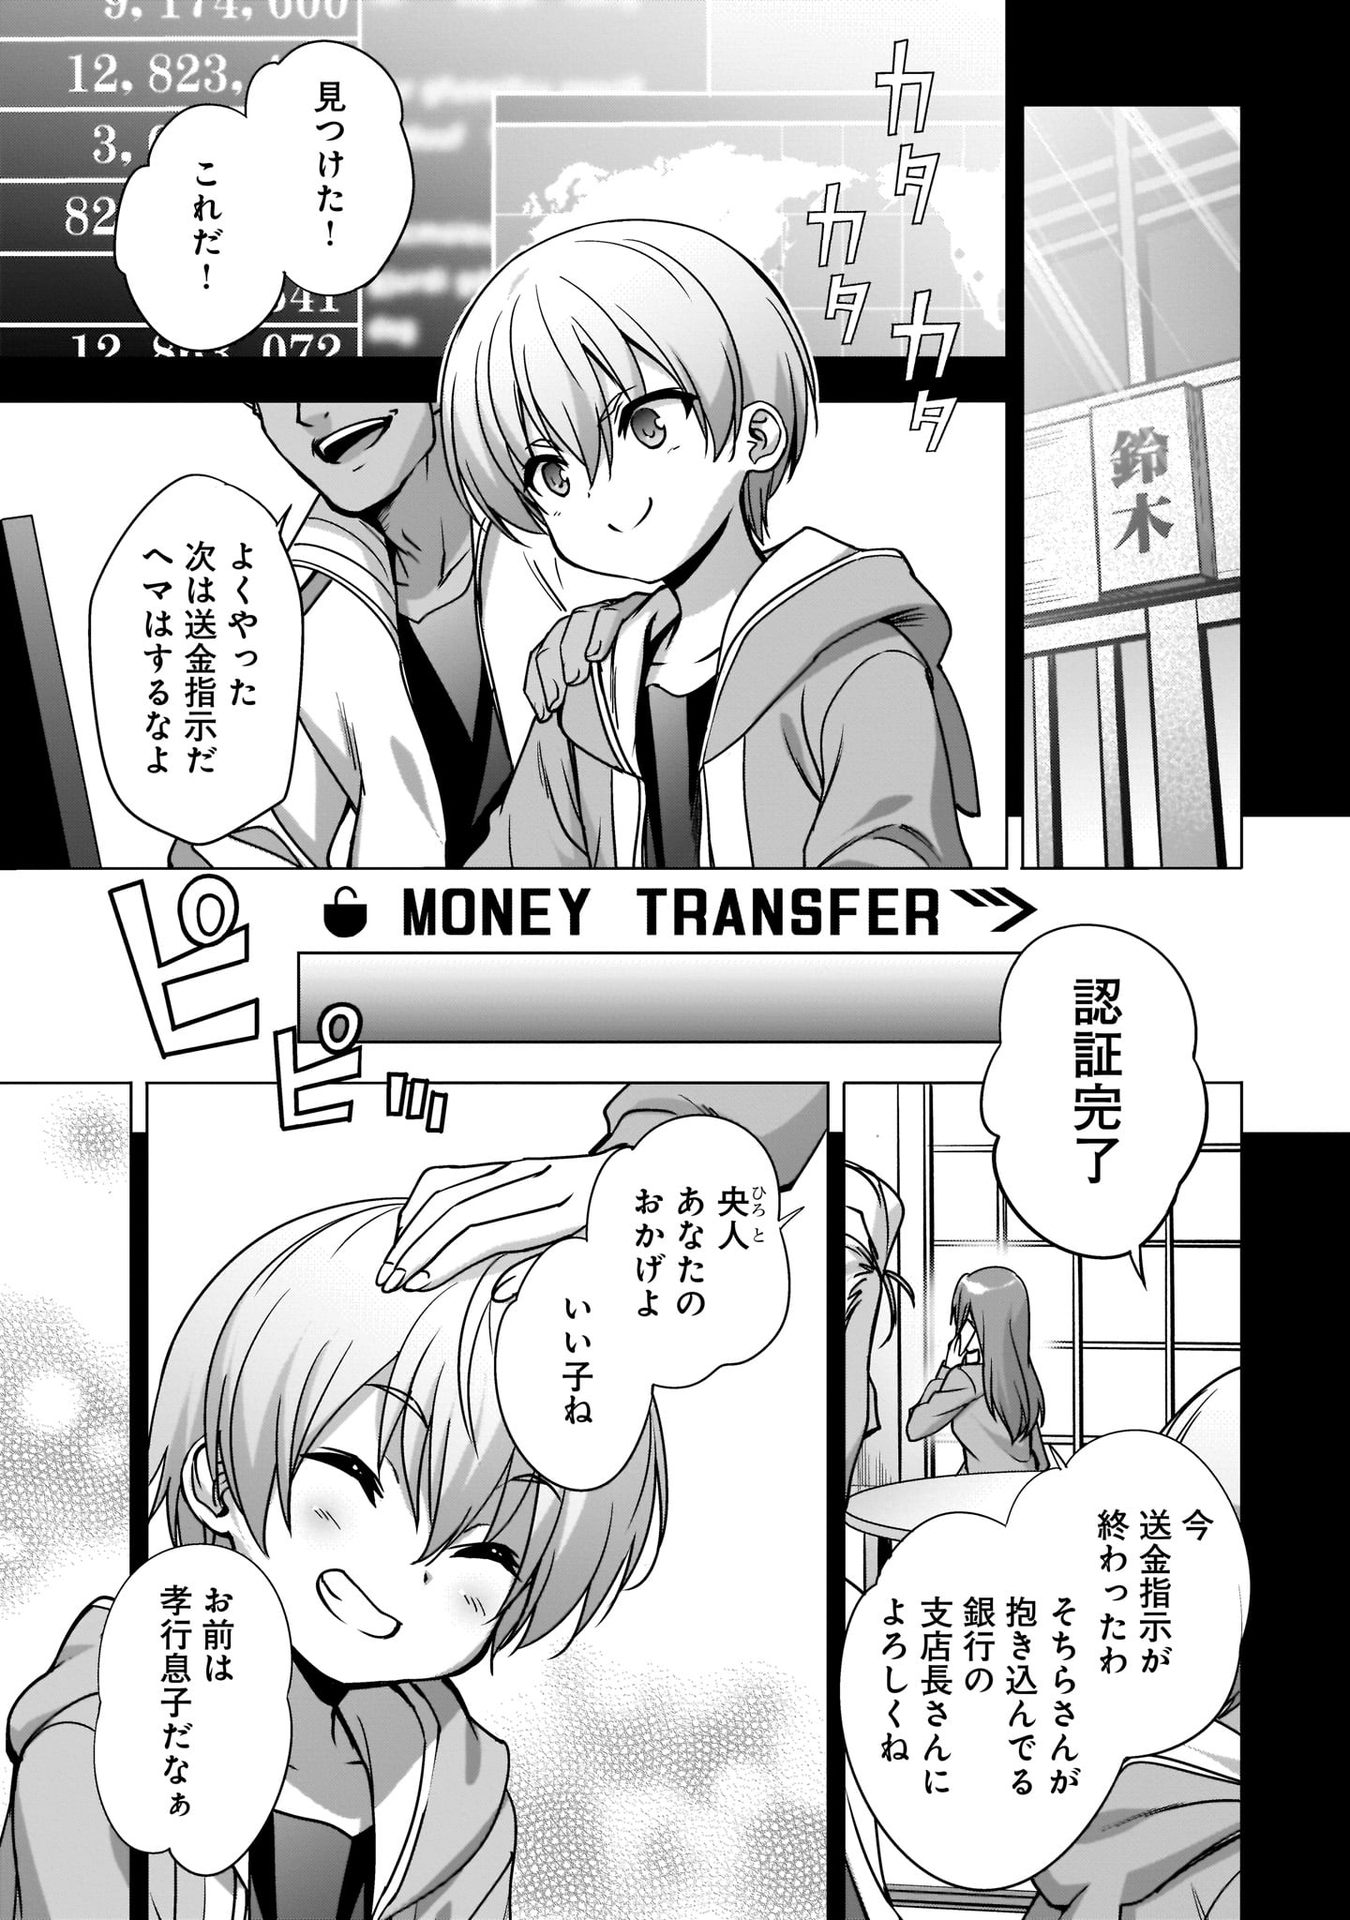 鈴木
カタ
カタ
カタ
見つけた！
これだ！
9,174,600
12,823,
3,
82
341
12,863,072
よくやった
次は送金指示だ
ヘマはするなよ
MONEY TRANSFER
ピ
ピッ
認証完了
今
送金指示が
終わったわ
そちらさんが
抱き込んでる
銀行の
支店長さんに
よろしくね
央人
ひろと
あなたの
おかげよ
いい子ね
お前は
孝行息子だなぁ